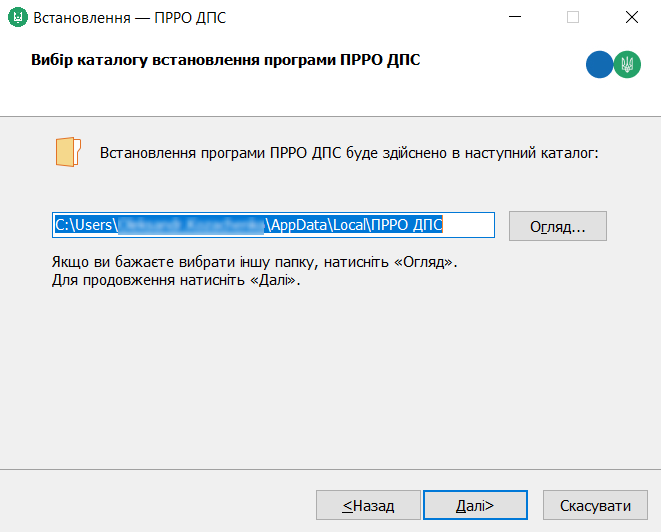 Встановлення — ПРРО ДПС
Вибір каталогу встановлення програми ПРРО ДПС
Встановлення програми ПРРО ДПС буде здійснено в наступний каталог:
C:\Users\ \AppData\Local\ПРРО ДПС
Огляд...
Якщо ви бажаєте вибрати іншу папку, натисніть «Огляд».
Для продовження натисніть «Далі».
<Назад
Далі>
Скасувати